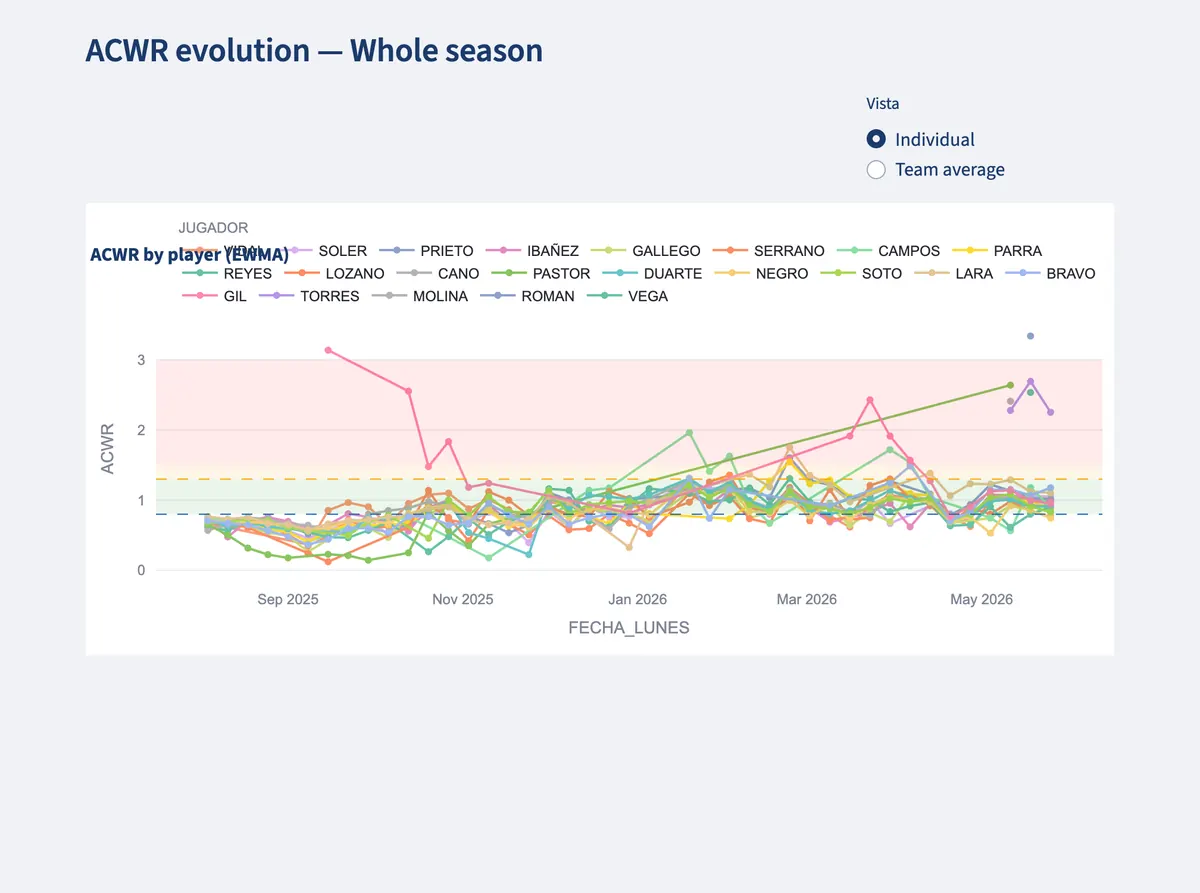 ACWR evolution — Whole season
Vista
Individual
Team average
JUGADOR
ACWR by player (EWMA)
VIDAL SOLER PRIETO IBAÑEZ GALLEGO SERRANO CAMPOS PARRA
REYES LOZANO CANO PASTOR DUARTE NEGRO SOTO LARA BRAVO
GIL TORRES MOLINA ROMAN VEGA
3
2
1
0
ACWR
Sep 2025 Nov 2025 Jan 2026 Mar 2026 May 2026
FECHA_LUNES